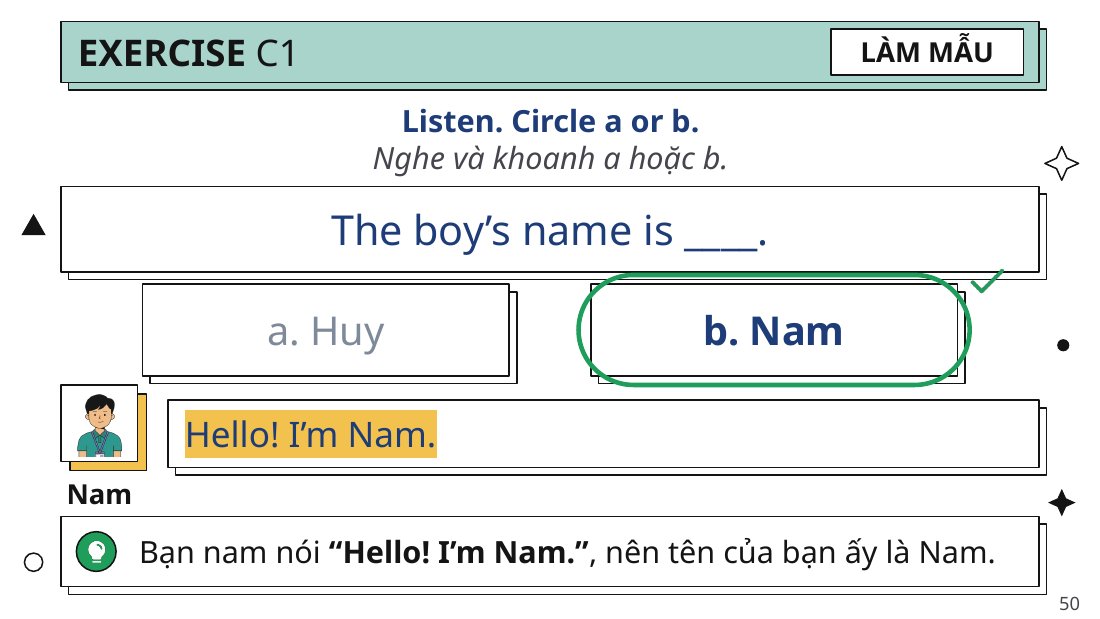 EXERCISE C1
LÀM MẪU
Listen. Circle a or b.
Nghe và khoanh a hoặc b.
The boy’s name is ____.
a. Huy
b. Nam
Hello! I’m Nam.
Nam
Bạn nam nói “Hello! I’m Nam.”, nên tên của bạn ấy là Nam.
50